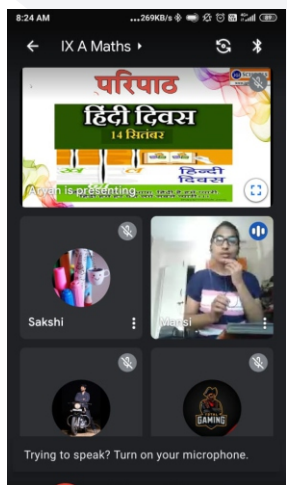 8:24 AM ...269KB/s
IX A Maths
परिपाठ
हिंदी दिवस
14 सितंबर
is presenting
हिन्दी
दिवस
Sakshi
Mansi
GAMING
Trying to speak? Turn on your microphone.